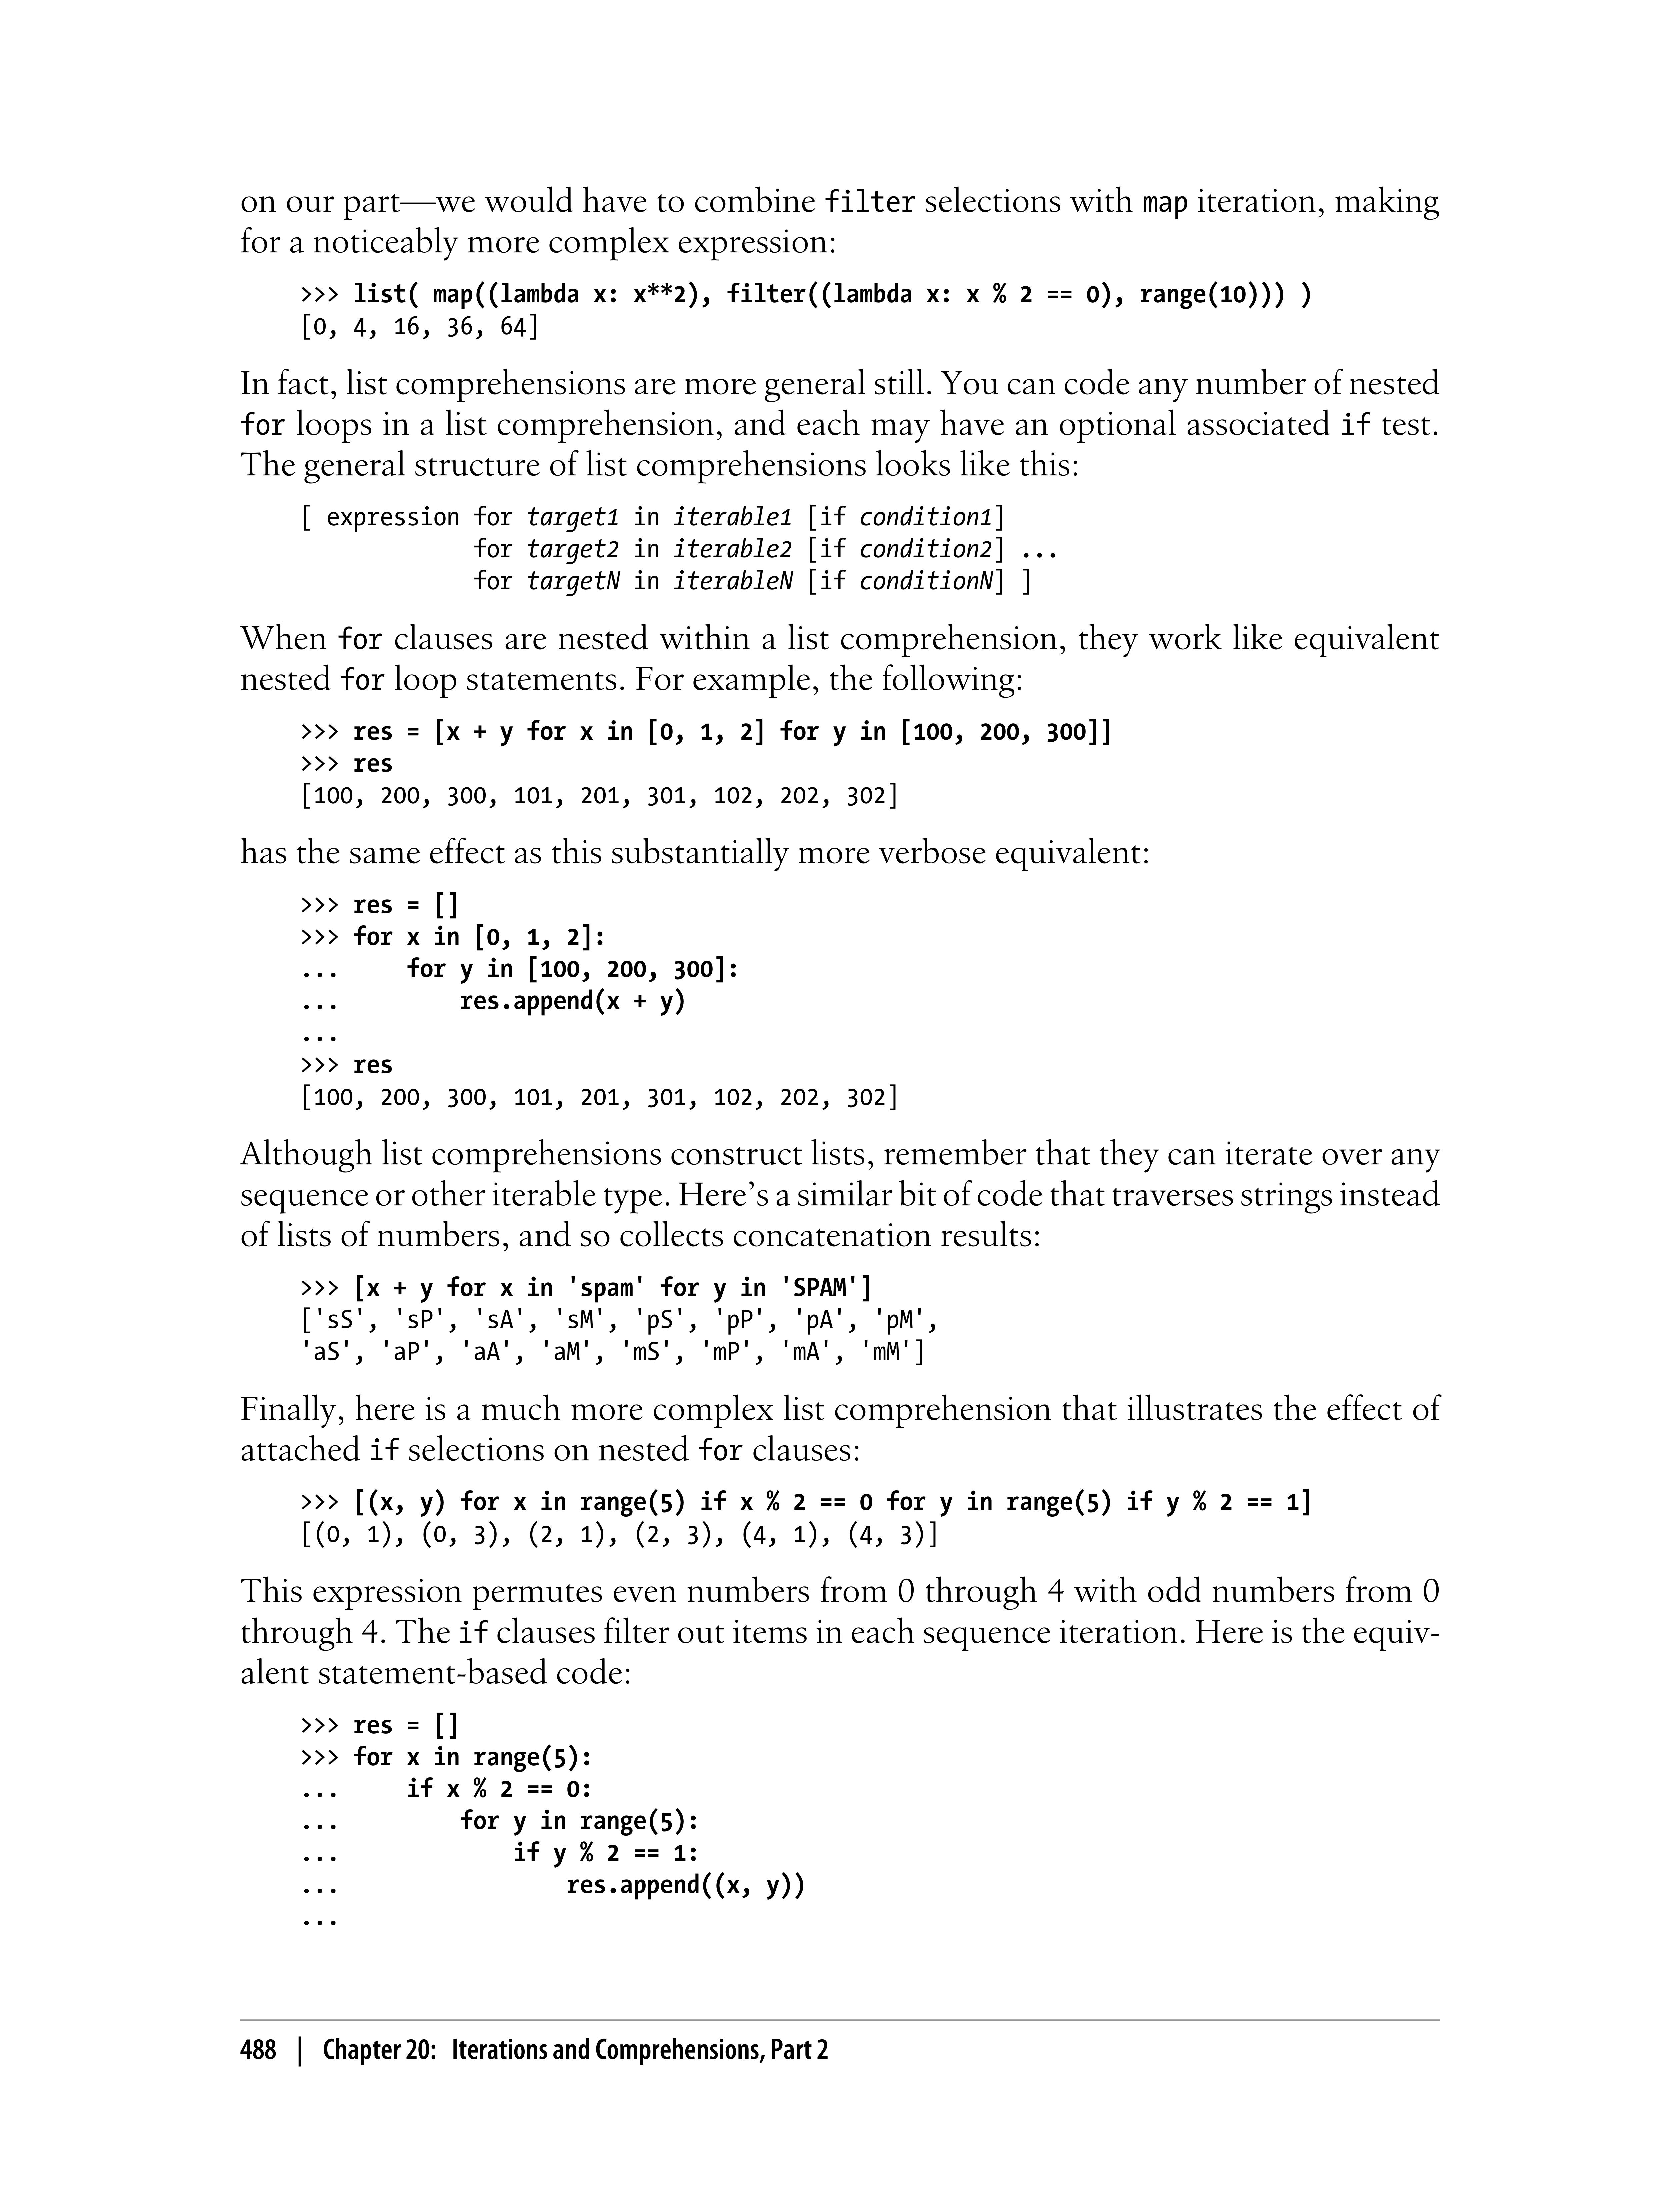 on our part—we would have to combine filter selections with map iteration, making
for a noticeably more complex expression:
>>> list( map((lambda x: x**2), filter((lambda x: x % 2 == 0), range(10))) )
[0, 4, 16, 36, 64]
In fact, list comprehensions are more general still. You can code any number of nested
for loops in a list comprehension, and each may have an optional associated if test.
The general structure of list comprehensions looks like this:
[ expression for target1 in iterable1 [if condition1]
             for target2 in iterable2 [if condition2] ...
             for targetN in iterableN [if conditionN] ]
When for clauses are nested within a list comprehension, they work like equivalent
nested for loop statements. For example, the following:
>>> res = [x + y for x in [0, 1, 2] for y in [100, 200, 300]]
>>> res
[100, 200, 300, 101, 201, 301, 102, 202, 302]
has the same effect as this substantially more verbose equivalent:
>>> res = []
>>> for x in [0, 1, 2]:
...     for y in [100, 200, 300]:
...         res.append(x + y)
...
>>> res
[100, 200, 300, 101, 201, 301, 102, 202, 302]
Although list comprehensions construct lists, remember that they can iterate over any
sequence or other iterable type. Here’s a similar bit of code that traverses strings instead
of lists of numbers, and so collects concatenation results:
>>> [x + y for x in 'spam' for y in 'SPAM']
['sS', 'sP', 'sA', 'sM', 'pS', 'pP', 'pA', 'pM',
'aS', 'aP', 'aA', 'aM', 'mS', 'mP', 'mA', 'mM']
Finally, here is a much more complex list comprehension that illustrates the effect of
attached if selections on nested for clauses:
>>> [(x, y) for x in range(5) if x % 2 == 0 for y in range(5) if y % 2 == 1]
[(0, 1), (0, 3), (2, 1), (2, 3), (4, 1), (4, 3)]
This expression permutes even numbers from 0 through 4 with odd numbers from 0
through 4. The if clauses filter out items in each sequence iteration. Here is the equiv-
alent statement-based code:
>>> res = []
>>> for x in range(5):
...     if x % 2 == 0:
...         for y in range(5):
...             if y % 2 == 1:
...                 res.append((x, y))
...
488 | Chapter 20: Iterations and Comprehensions, Part 2